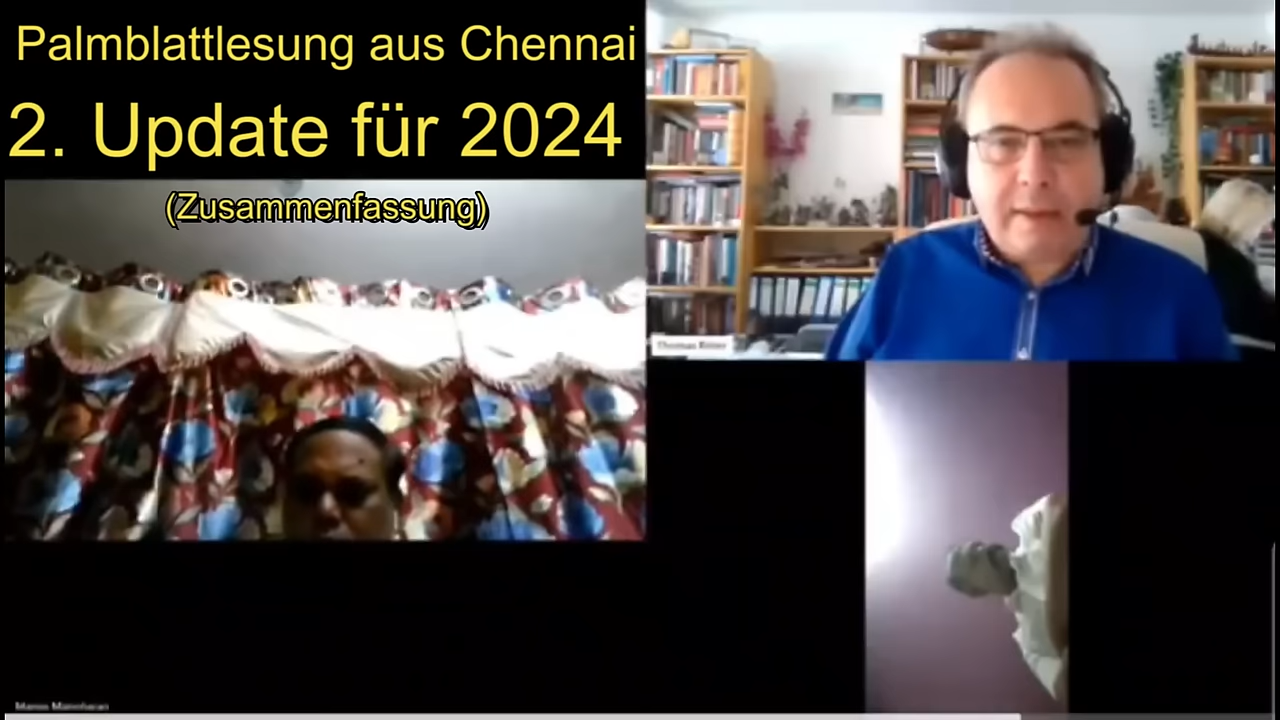 Palmblattlesung aus Chennai
2. Update für 2024
(Zusammenfassung)
Thomas Ritter